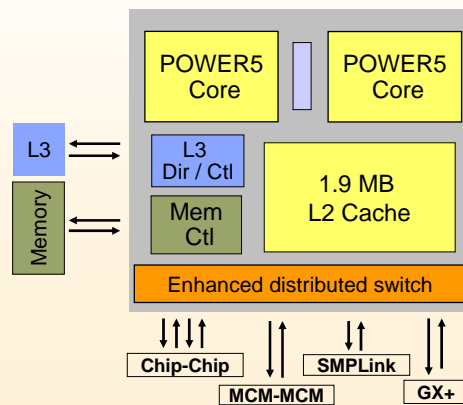 POWER5
Core
POWER5
Core
L3
L3
Dir / Ctl
1.9 MB
L2 Cache
Memory
Mem
Ctl
Enhanced distributed switch
Chip-Chip
SMPLink
MCM-MCM
GX+